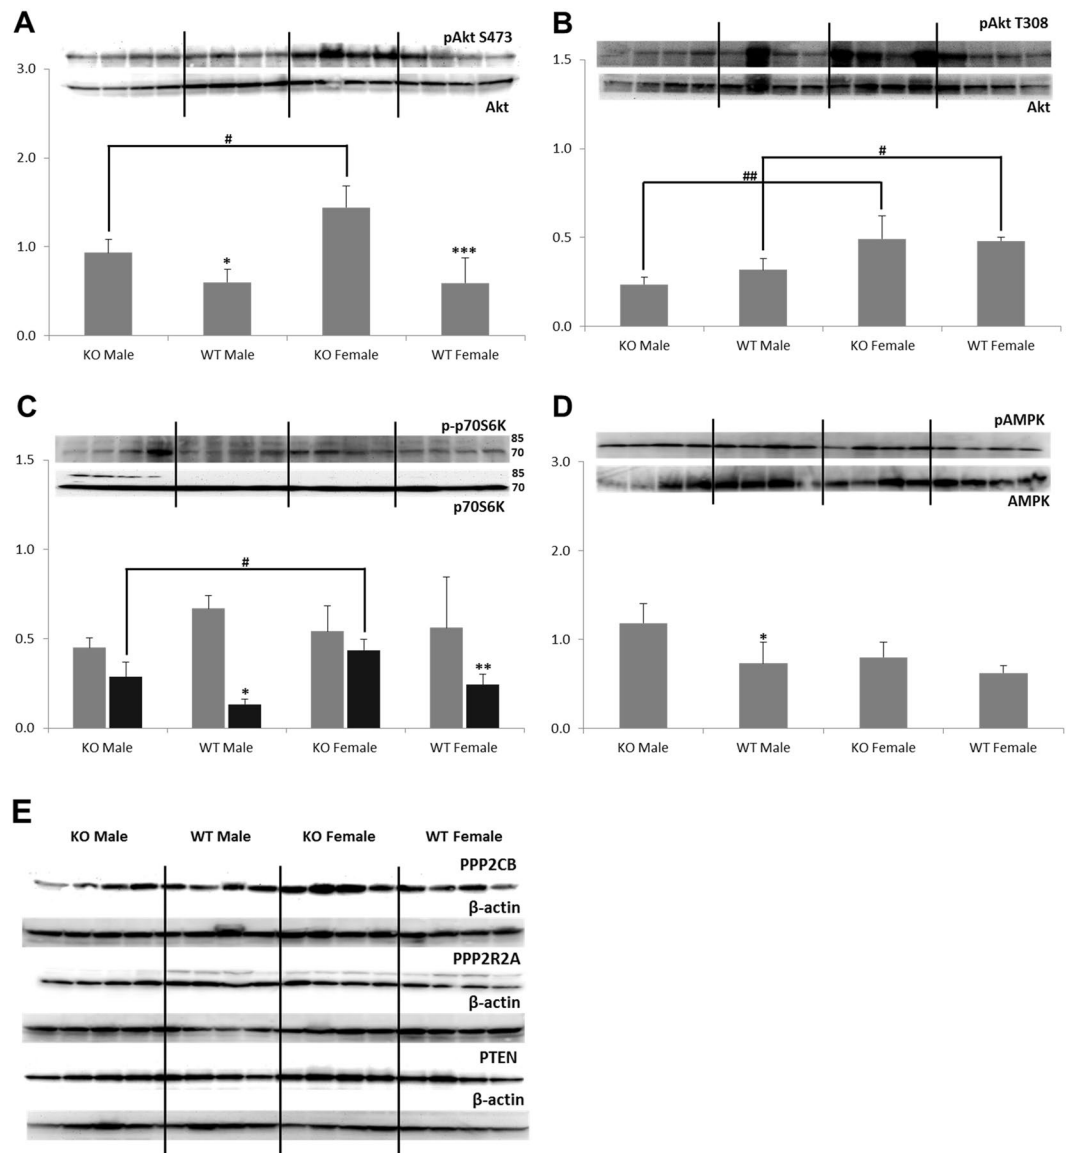 A
pAkt S473
Akt
3.0
2.0
1.0
0.0
#
*
***
KO Male
WT Male
KO Female
WT Female
B
pAkt T308
Akt
1.5
1.0
0.5
0.0
##
#
KO Male
WT Male
KO Female
WT Female
C
p-p70S6K
85
70
85
70
p70S6K
1.5
1.0
0.5
0.0
#
*
**
KO Male
WT Male
KO Female
WT Female
D
pAMPK
AMPK
3.0
2.0
1.0
0.0
*
KO Male
WT Male
KO Female
WT Female
E
KO Male
WT Male
KO Female
WT Female
PPP2CB
β-actin
PPP2R2A
β-actin
PTEN
β-actin